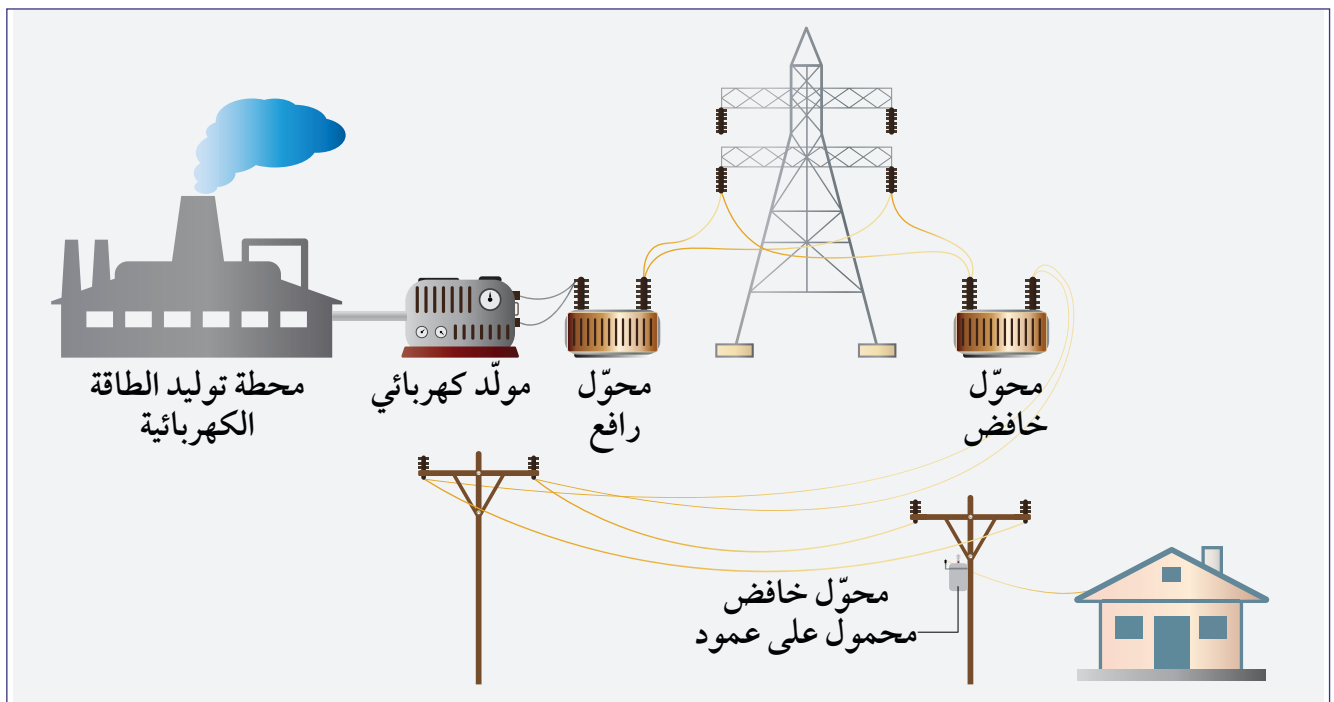 محطة توليد الطاقة
الكهربائية
مولّد كهربائي
محوّل
رافع
محوّل
خافض
محوّل خافض
محمول على عمود